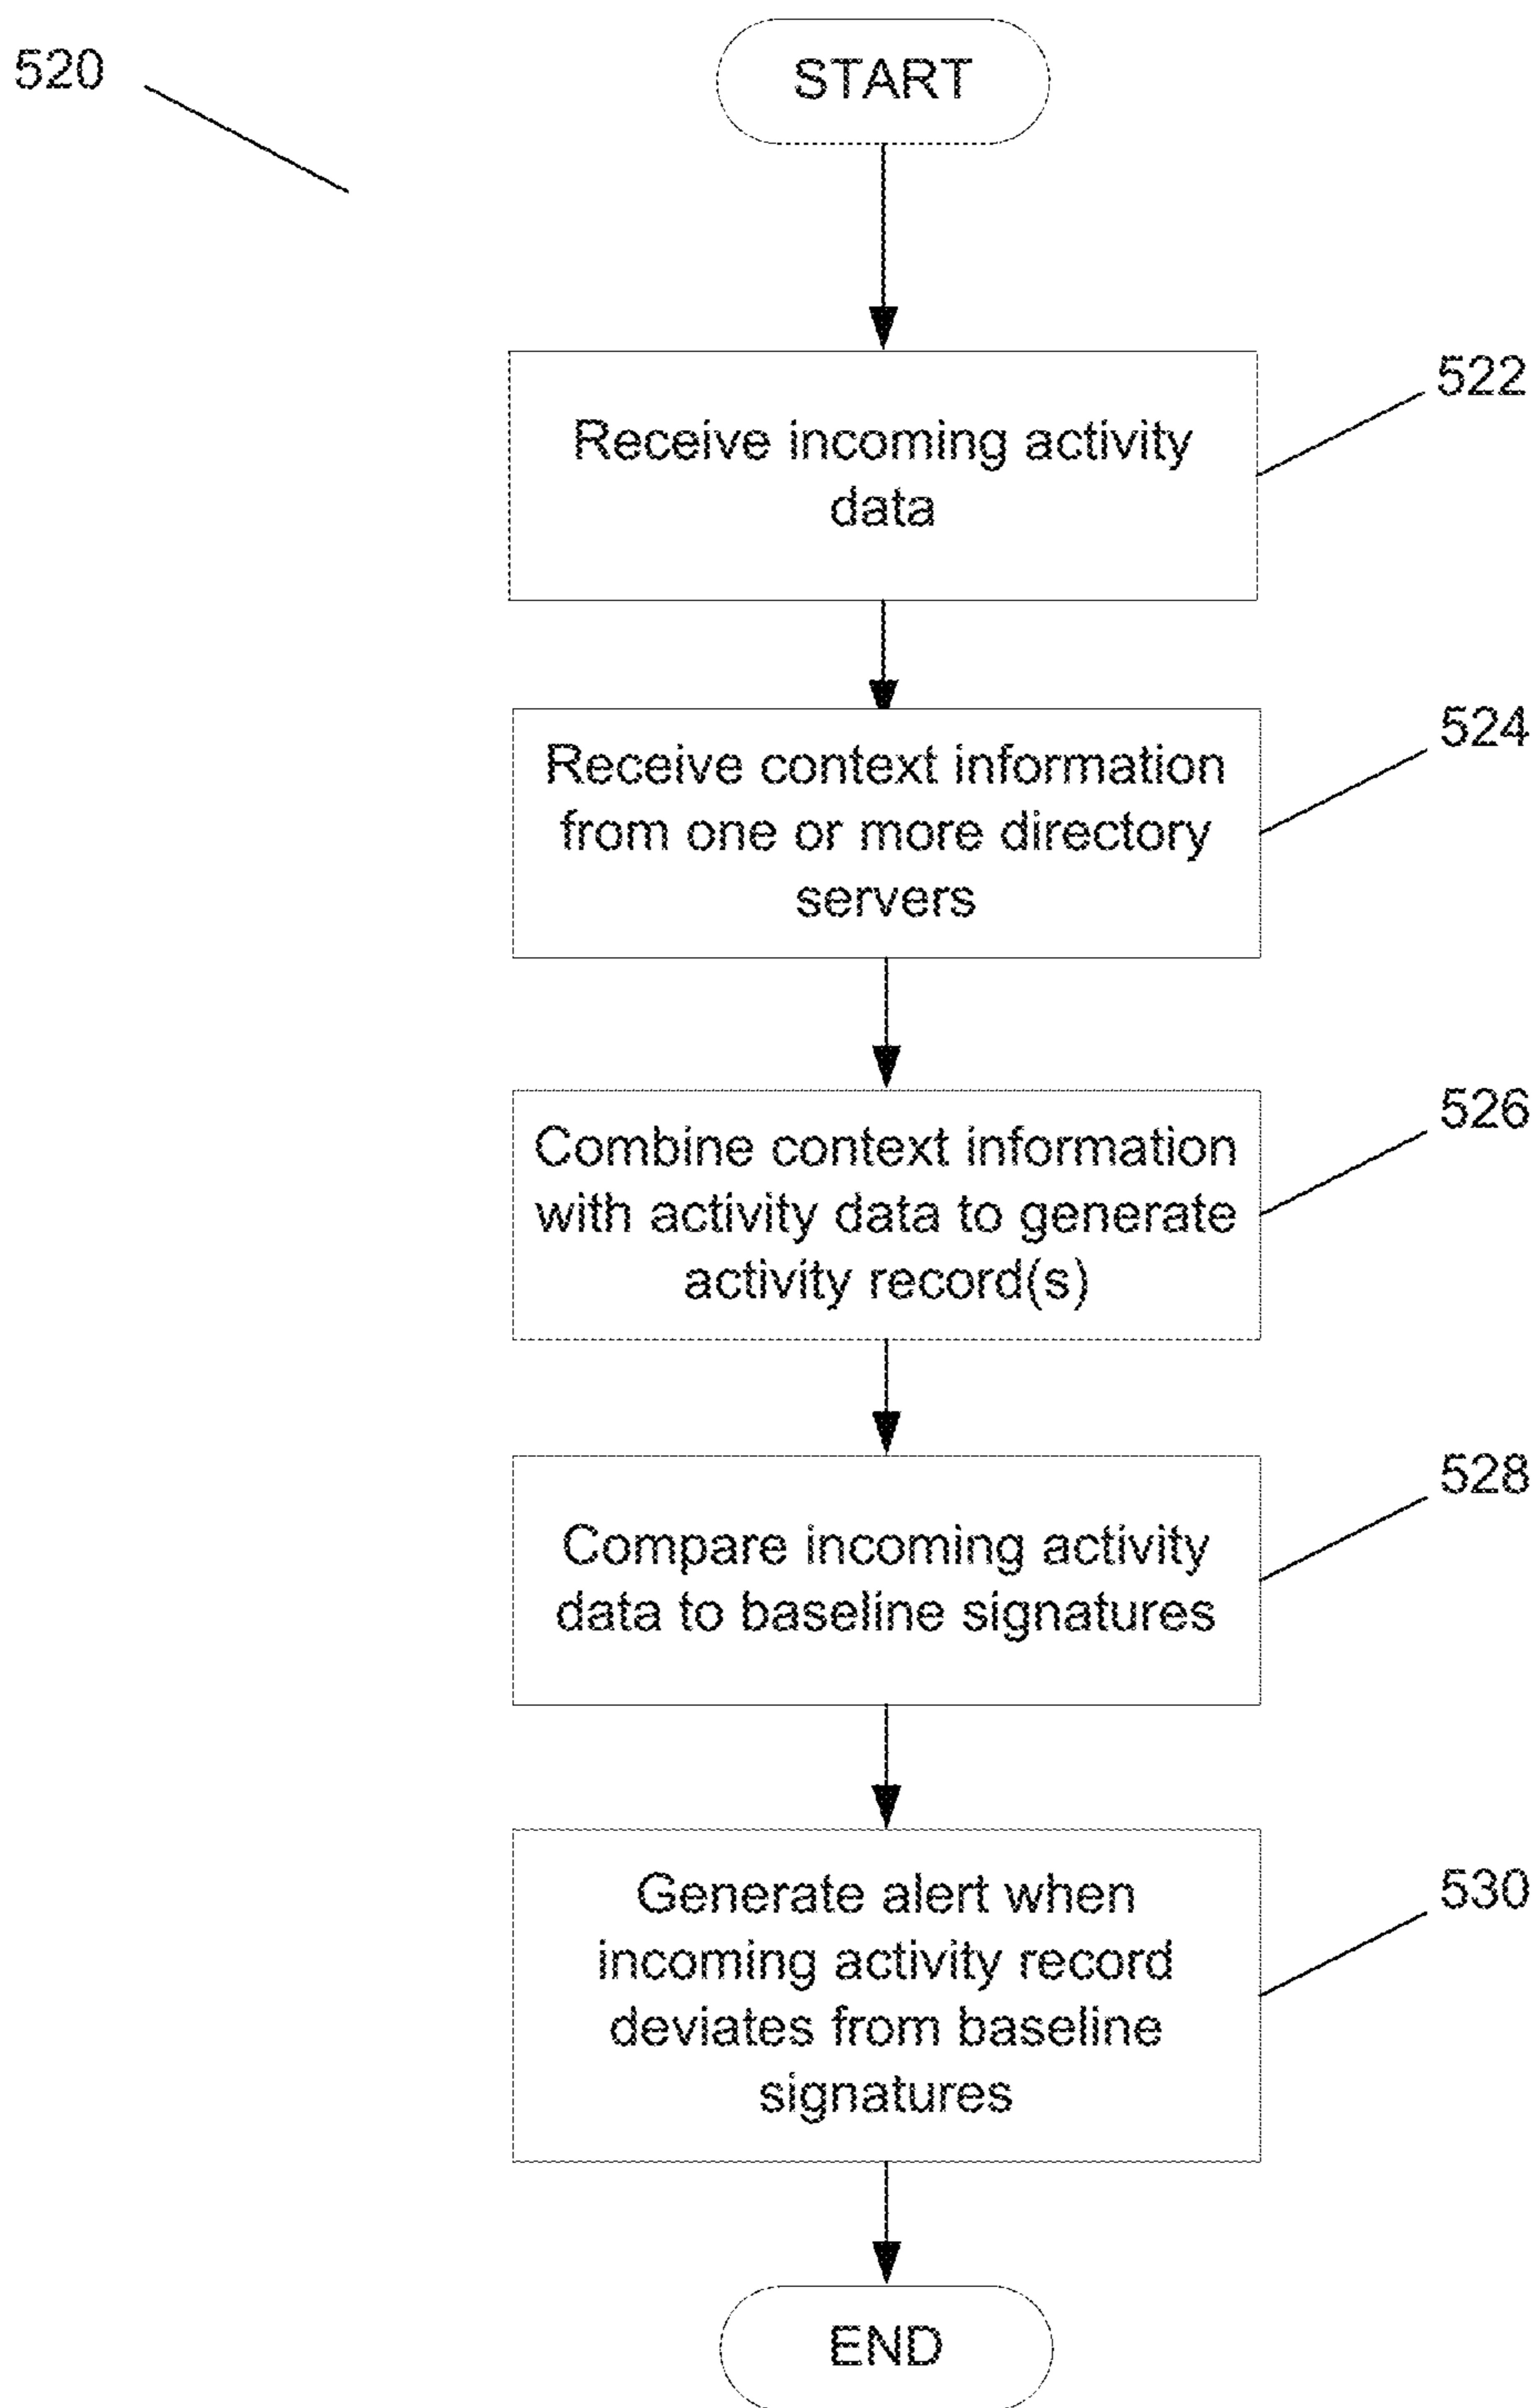 520
START
Receive incoming activity
data
522
Receive context information
from one or more directory
servers
524
Combine context information
with activity data to generate
activity record(s)
526
Compare incoming activity
data to baseline signatures
528
Generate alert when
incoming activity record
deviates from baseline
signatures
530
END